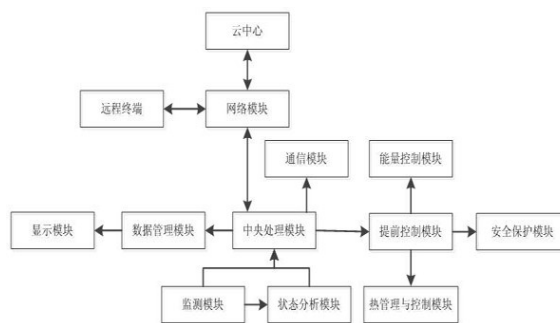 云中心
远程终端
网络模块
通信模块
能量控制模块
显示模块
数据管理模块
中央处理模块
提前控制模块
安全保护模块
监测模块
状态分析模块
热管理与控制模块